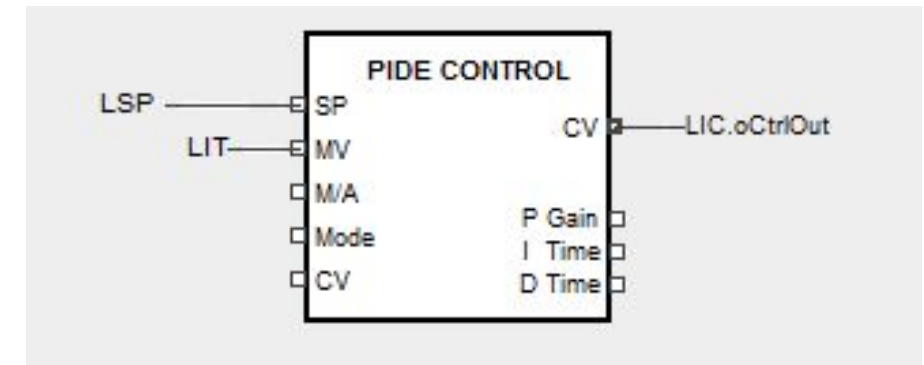 PIDE CONTROL
LSP
SP
CV
LIC.oCtrlOut
LIT
MV
M/A
P Gain
Mode
I Time
CV
D Time